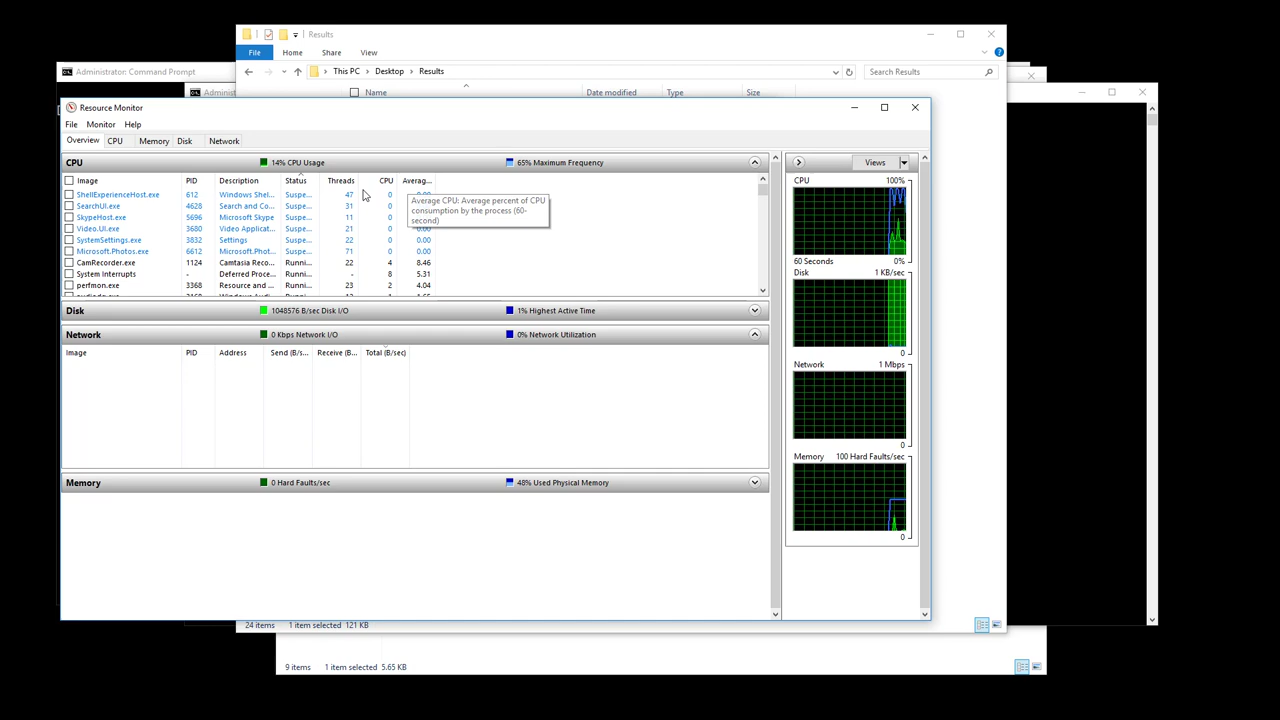 Results
File Home Share View
This PC > Desktop > Results
Search Results
Administrator: Command Prompt
Adminis
Name Date modified Type Size
Resource Monitor
File Monitor Help
Overview CPU Memory Disk Network
CPU 14% CPU Usage 65% Maximum Frequency
Image PID Description Status Threads CPU Averag...
ShellExperienceHost.exe 612 Windows Shel... Suspe... 47 0 0.00
SearchUI.exe 4628 Search and Co... Suspe... 31 0
SkypeHost.exe 5696 Microsoft Skype Suspe... 11 0
Video.UI.exe 3680 Video Applicat... Suspe... 21 0 0.00
SystemSettings.exe 3832 Settings Suspe... 22 0 0.00
Microsoft.Photos.exe 6612 Microsoft.Phot... Suspe... 71 0 0.00
CamRecorder.exe 1124 Camtasia Reco... Runni... 22 4 8.46
System Interrupts - Deferred Proce... Runni... - 8 5.31
perfmon.exe 3368 Resource and ... Runni... 23 2 4.04
Average CPU: Average percent of CPU
consumption by the process (60-
second)
Disk 1048576 B/sec Disk I/O 1% Highest Active Time
Network 0 Kbps Network I/O 0% Network Utilization
Image PID Address Send (B/s... Receive (B... Total (B/sec)
Memory 0 Hard Faults/sec 48% Used Physical Memory
Views
CPU 100%
60 Seconds 0%
Disk 1 KB/sec
0
Network 1 Mbps
0
Memory 100 Hard Faults/sec
0
24 items 1 item selected 121 KB
9 items 1 item selected 5.65 KB